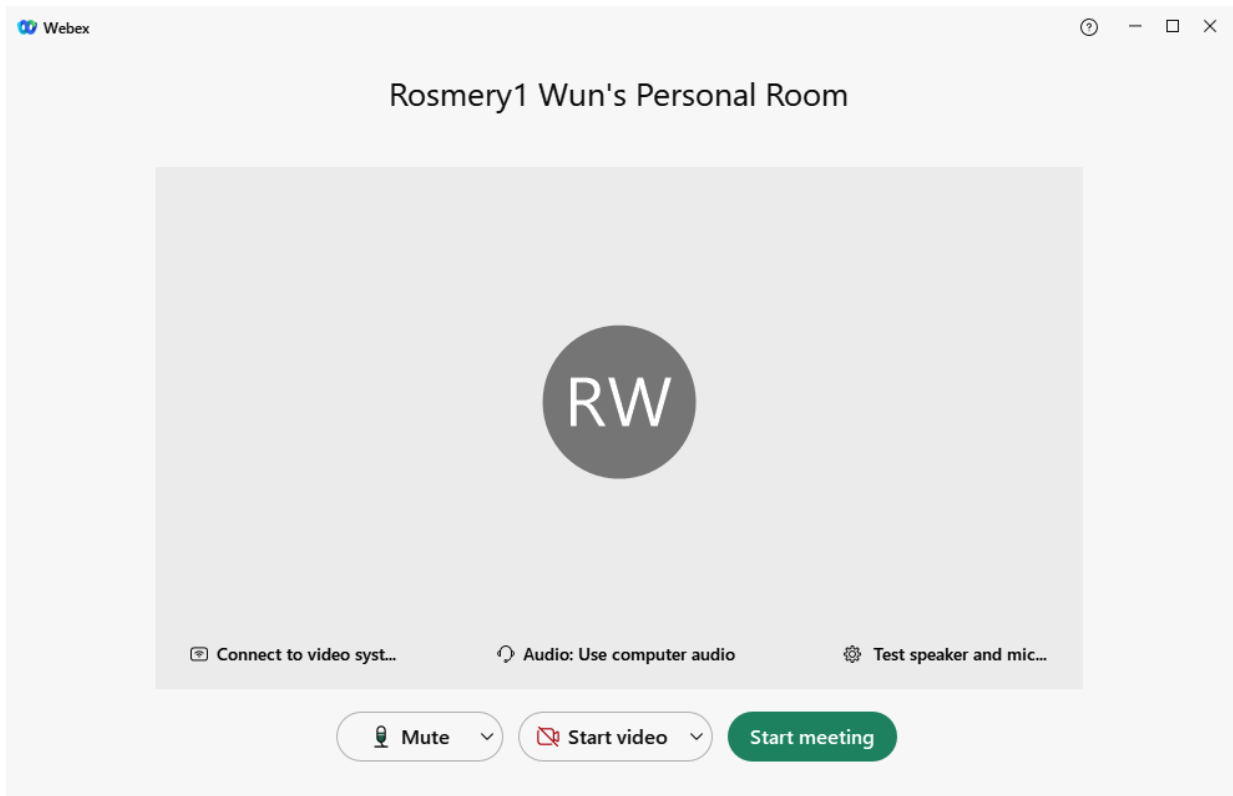 Webex
Rosmery1 Wun's Personal Room
RW
Connect to video syst... Audio: Use computer audio Test speaker and mic...
Mute Start video Start meeting